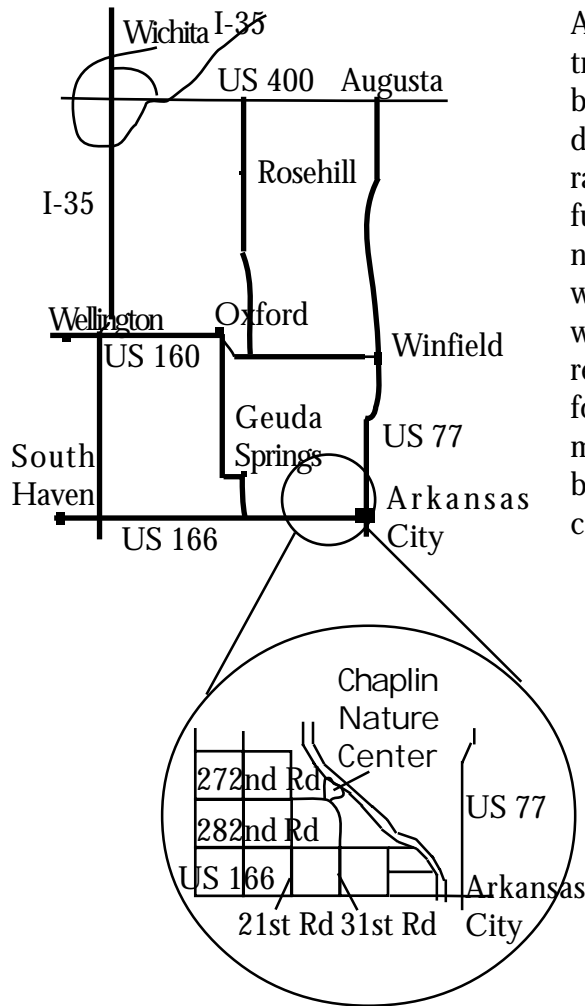 Wichita I-35
US 400 Augusta
Rosehill
I-35
Wellington
Oxford
US 160
Winfield
Geuda
Springs
US 77
South
Haven
Arkansas
City
US 166
Chaplin
Nature
Center
272nd Rd
282nd Rd
US 77
US 166
21st Rd 31st Rd
Arkansas
City